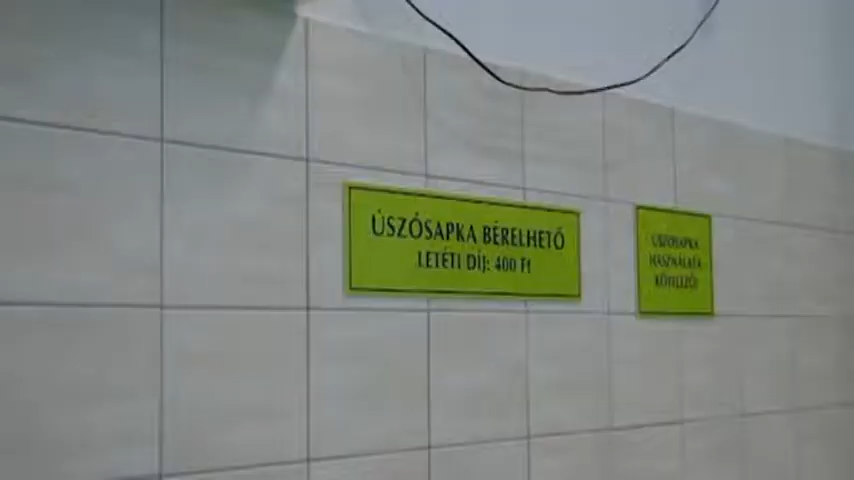 ÚSZÓSAPKA BÉRELHETŐ
LETÉTI DÍJ: 400 Ft
ÚSZÓSAPKA
HASZNÁLATA
KÖTELEZŐ!